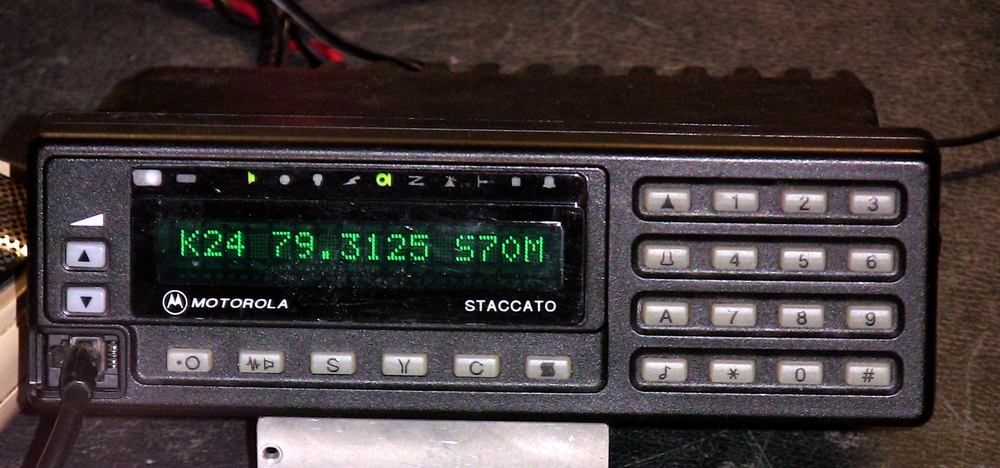 K24 79.3125 S70M
MOTOROLA STACCATO
1 2 3
4 5 6
A 7 8 9
S Y C
* 0 #